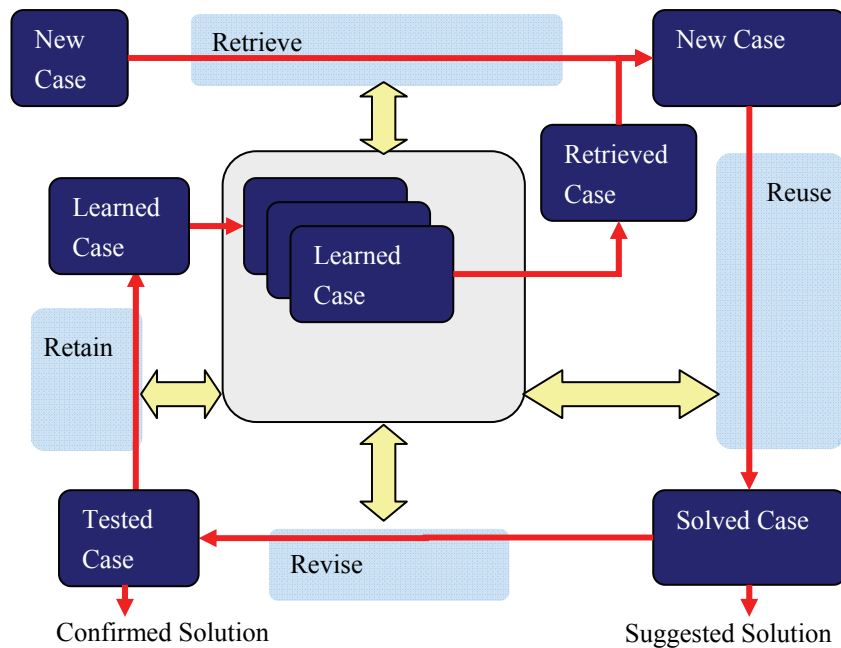 New
Case
Retrieve
New Case
Retrieved
Case
Learned
Case
Learned
Case
Reuse
Retain
Tested
Case
Revise
Solved Case
Confirmed Solution
Suggested Solution